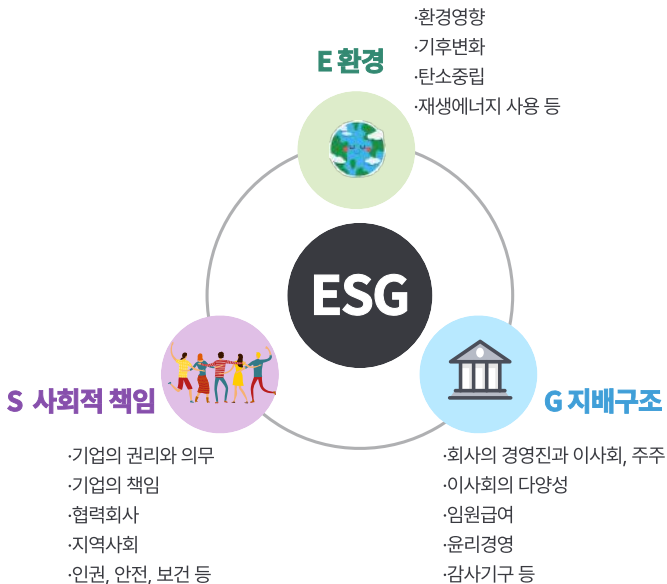 E 환경
·환경영향
·기후변화
·탄소중립
·재생에너지 사용 등
ESG
S 사회적 책임
·기업의 권리와 의무
·기업의 책임
·협력회사
·지역사회
·인권, 안전, 보건 등
G 지배구조
·회사의 경영진과 이사회, 주주
·이사회의 다양성
·임원급여
·윤리경영
·감사기구 등